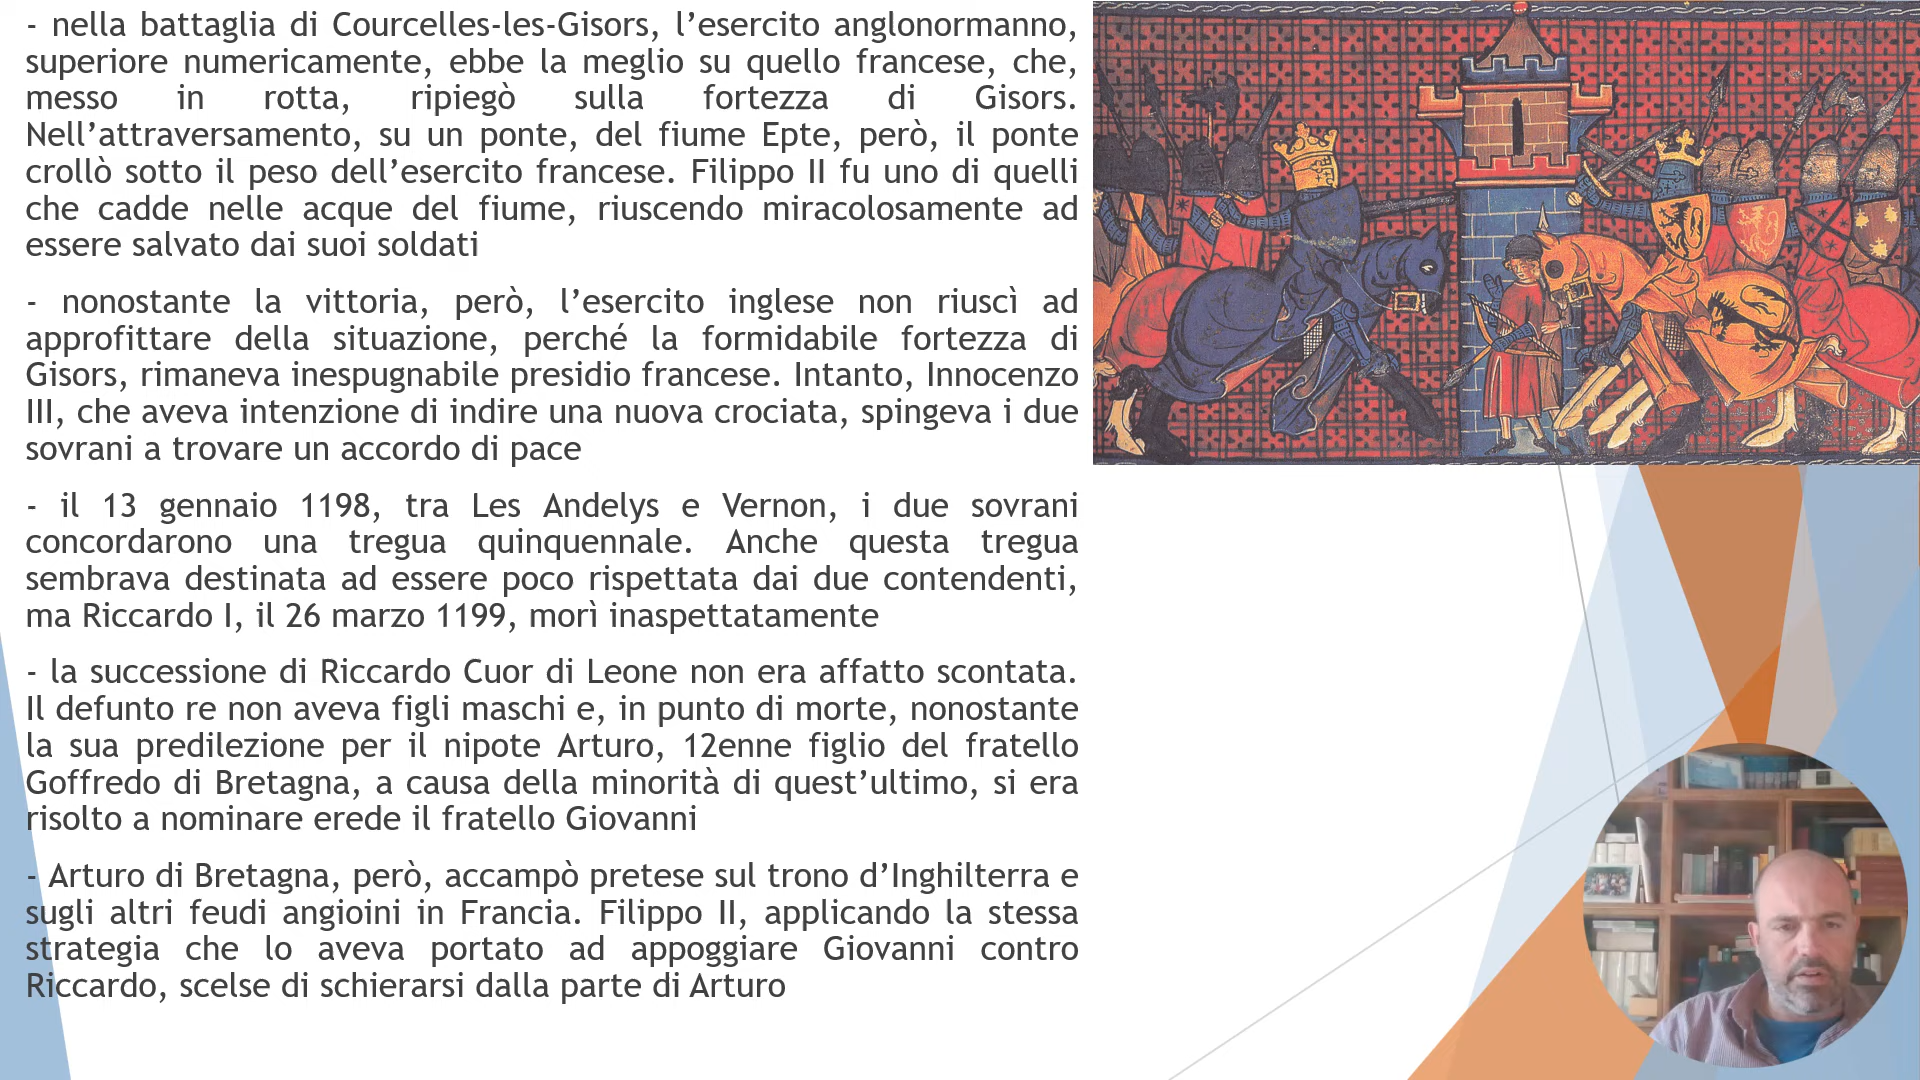 - nella battaglia di Courcelles-les-Gisors, l’esercito anglonormanno,
superiore numericamente, ebbe la meglio su quello francese, che,
messo in rotta, ripiegò sulla fortezza di Gisors.
Nell’attraversamento, su un ponte, del fiume Epte, però, il ponte
crollò sotto il peso dell’esercito francese. Filippo II fu uno di quelli
che cadde nelle acque del fiume, riuscendo miracolosamente ad
essere salvato dai suoi soldati
- nonostante la vittoria, però, l’esercito inglese non riuscì ad
approfittare della situazione, perché la formidabile fortezza di
Gisors, rimaneva inespugnabile presidio francese. Intanto, Innocenzo
III, che aveva intenzione di indire una nuova crociata, spingeva i due
sovrani a trovare un accordo di pace
- il 13 gennaio 1198, tra Les Andelys e Vernon, i due sovrani
concordarono una tregua quinquennale. Anche questa tregua
sembrava destinata ad essere poco rispettata dai due contendenti,
ma Riccardo I, il 26 marzo 1199, morì inaspettatamente
- la successione di Riccardo Cuor di Leone non era affatto scontata.
Il defunto re non aveva figli maschi e, in punto di morte, nonostante
la sua predilezione per il nipote Arturo, 12enne figlio del fratello
Goffredo di Bretagna, a causa della minorità di quest’ultimo, si era
risolto a nominare erede il fratello Giovanni
- Arturo di Bretagna, però, accampò pretese sul trono d’Inghilterra e
sugli altri feudi angioini in Francia. Filippo II, applicando la stessa
strategia che lo aveva portato ad appoggiare Giovanni contro
Riccardo, scelse di schierarsi dalla parte di Arturo